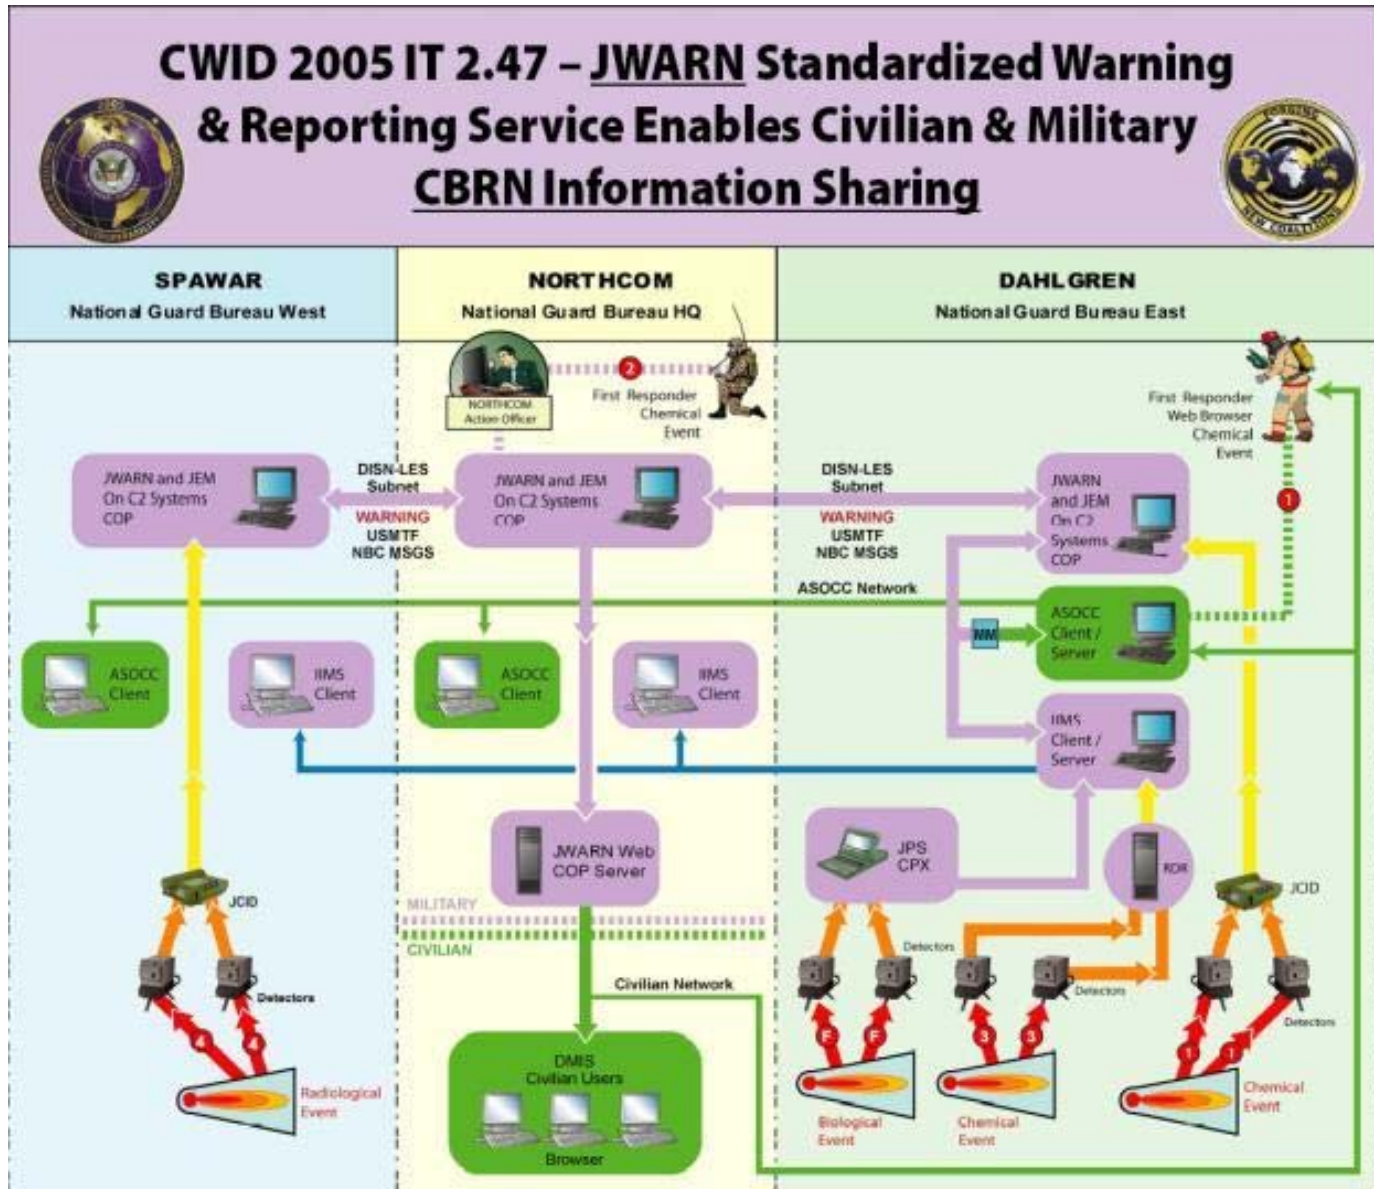 CWID 2005 IT 2.47 – JWARN Standardized Warning
& Reporting Service Enables Civilian & Military
CBRN Information Sharing
FORGING
NEW COALITIONS
SPAWAR
National Guard Bureau West
NORTHCOM
National Guard Bureau HQ
DAHLGREN
National Guard Bureau East
NORTHCOM
Action Officer
2
First Responder
Chemical
Event
First Responder
Web Browser
Chemical
Event
1
JWARN and JEM
On C2 Systems
COP
DISN-LES
Subnet
WARNING
USMTF
NBC MSGS
JWARN and JEM
On C2 Systems
COP
DISN-LES
Subnet
WARNING
USMTF
NBC MSGS
JWARN
and JEM
On C2
Systems
COP
ASOCC Network
ASOCC
Client
IIMS
Client
ASOCC
Client
IIMS
Client
MM
ASOCC
Client /
Server
IIMS
Client /
Server
JWARN Web
COP Server
JPS
CPX
RDR
JCID
JCID
MILITARY
CIVILIAN
Detectors
Detectors
Detectors
Detectors
Civilian Network
4
4
F
F
3
3
1
1
Radiological
Event
DMIS
Civilian Users
Browser
Biological
Event
Chemical
Event
Chemical
Event